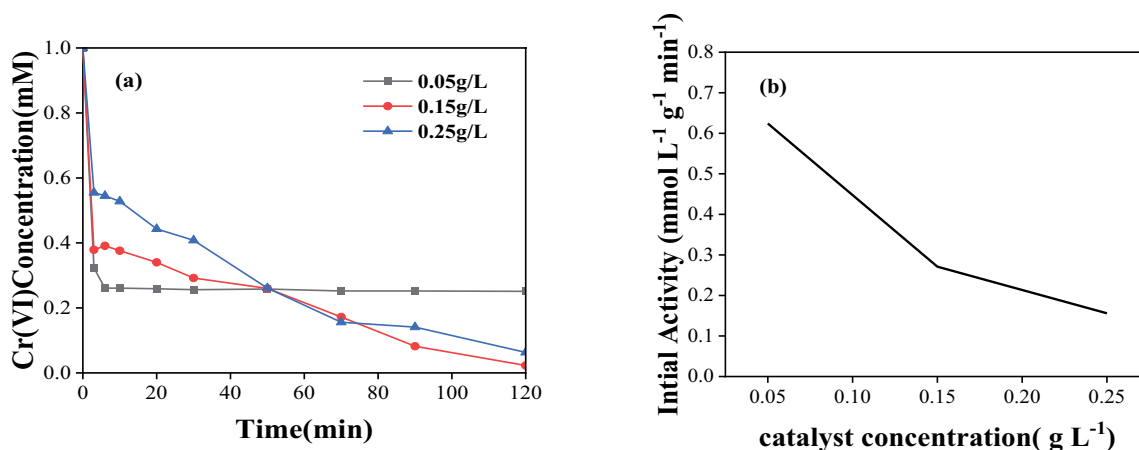 (a)
0.05g/L
0.15g/L
0.25g/L
Cr(VI)Concentration(mM)
1.0
0.8
0.6
0.4
0.2
0.0
0 20 40 60 80 100 120
Time(min)
(b)
Intial Activity (mmol L⁻¹ g⁻¹ min⁻¹)
0.8
0.7
0.6
0.5
0.4
0.3
0.2
0.1
0.0
0.05 0.10 0.15 0.20 0.25
catalyst concentration( g L⁻¹)